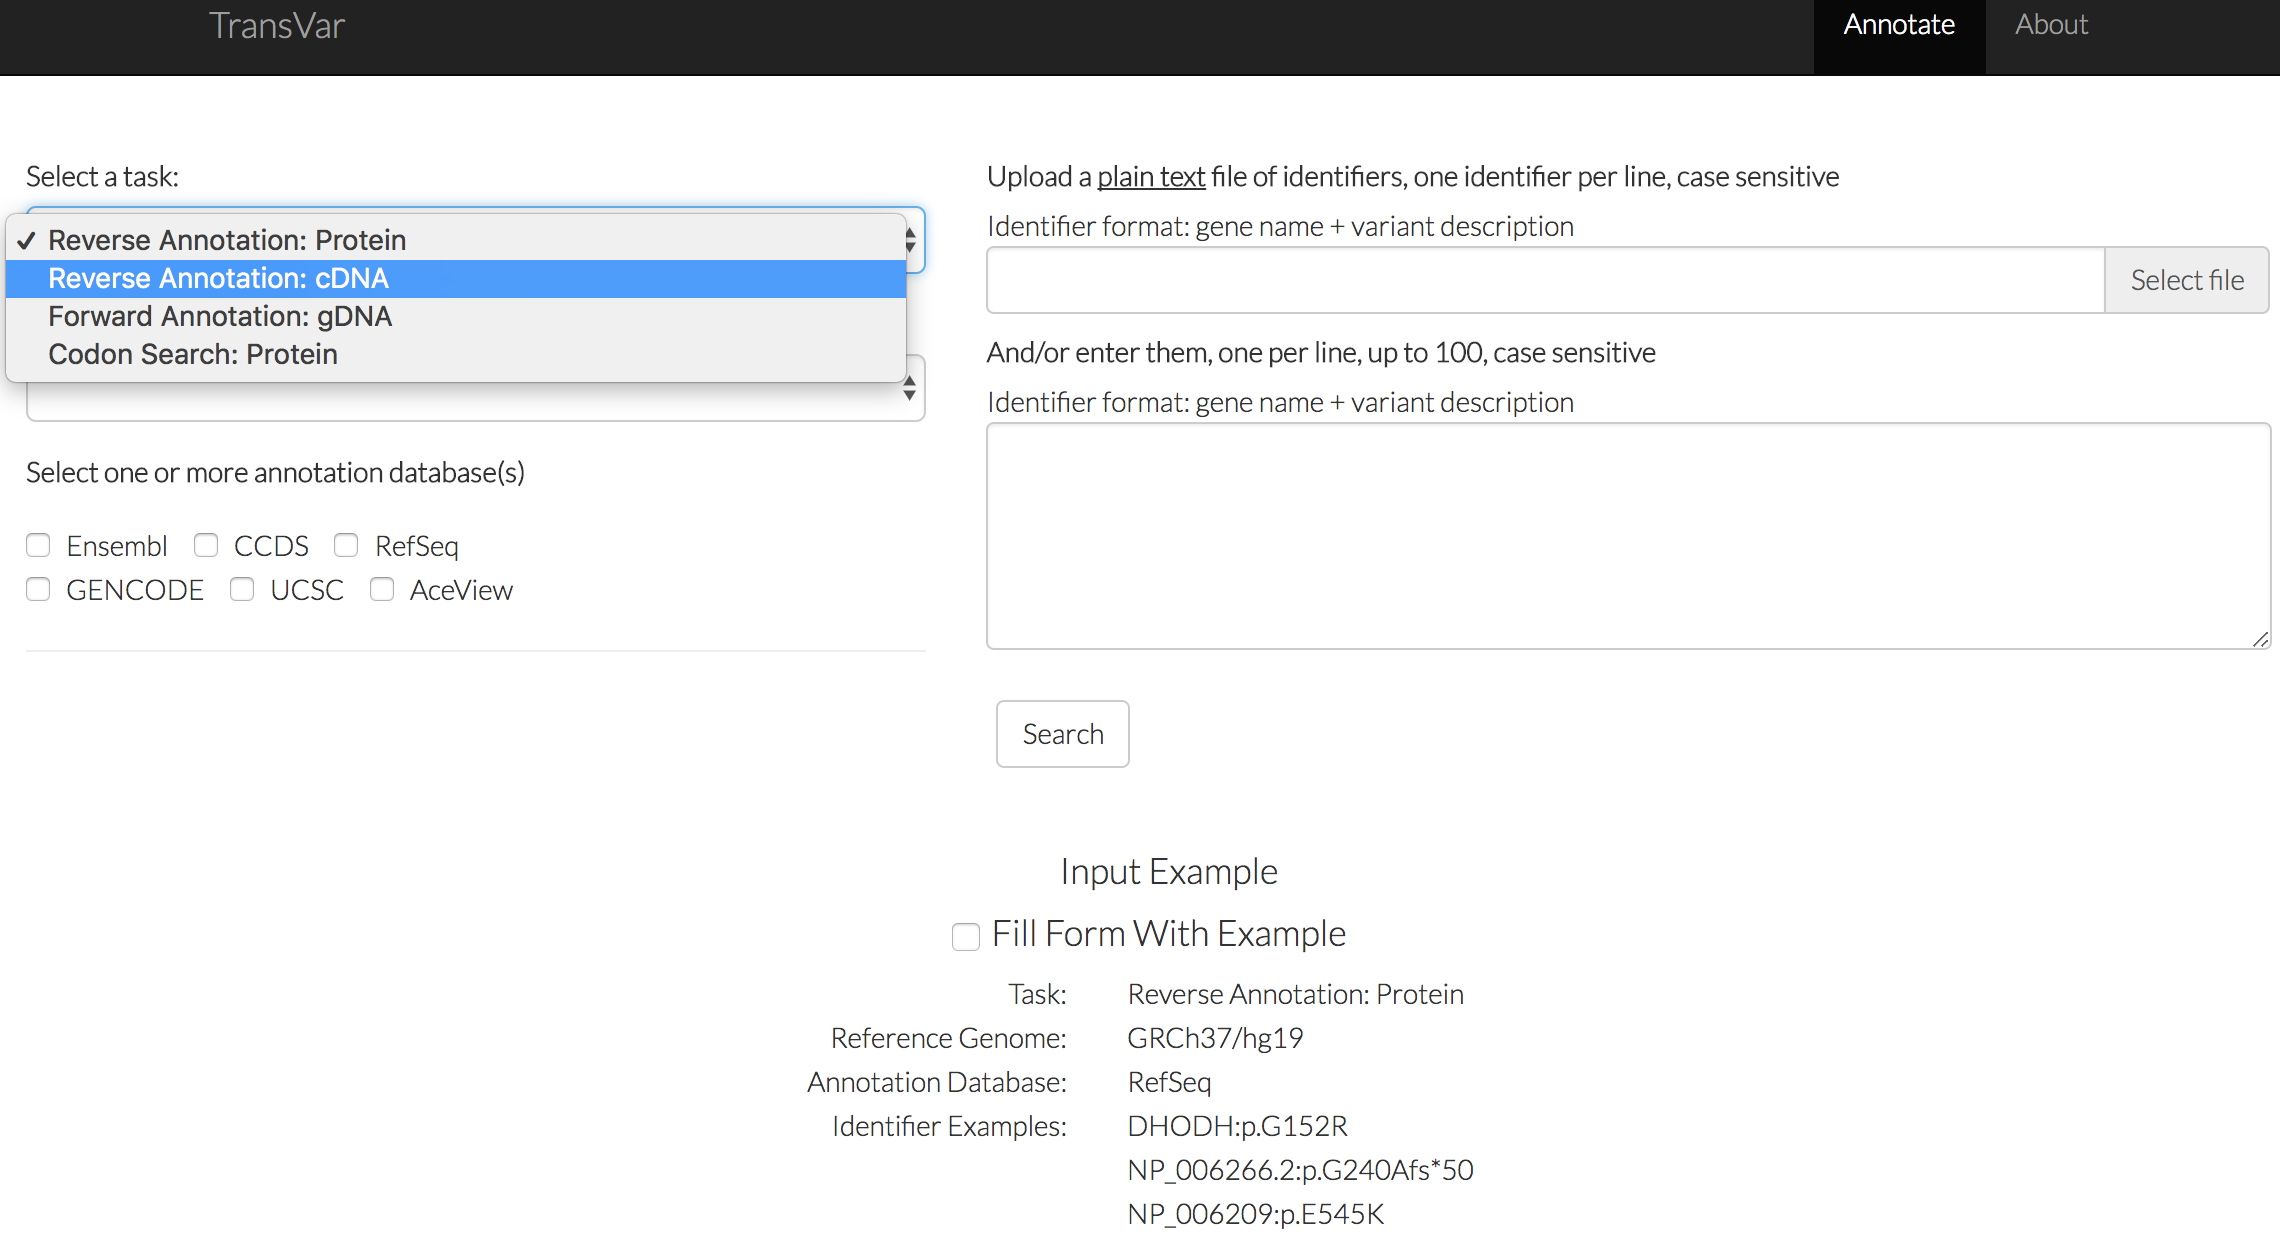 TransVar
Annotate
About
Select a task:
✓ Reverse Annotation: Protein
Reverse Annotation: cDNA
Forward Annotation: gDNA
Codon Search: Protein
Select one or more annotation database(s)
Ensembl CCDS RefSeq
GENCODE UCSC AceView
Upload a plain text file of identifiers, one identifier per line, case sensitive
Identifier format: gene name + variant description
Select file
And/or enter them, one per line, up to 100, case sensitive
Identifier format: gene name + variant description
Search
Input Example
Fill Form With Example
Task: Reverse Annotation: Protein
Reference Genome: GRCh37/hg19
Annotation Database: RefSeq
Identifier Examples: DHODH:p.G152R
NP_006266.2:p.G240Afs*50
NP_006209:p.E545K